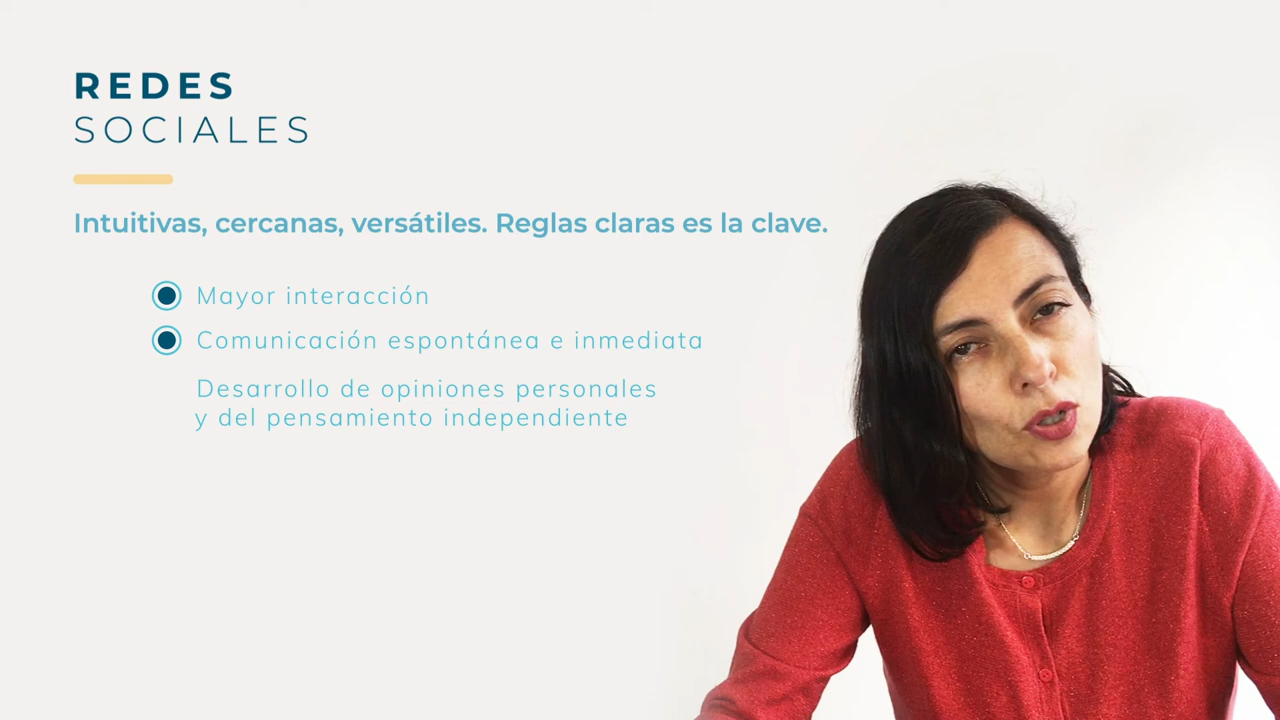 REDES
SOCIALES
Intuitivas, cercanas, versátiles. Reglas claras es la clave.
Mayor interacción
Comunicación espontánea e inmediata
Desarrollo de opiniones personales
y del pensamiento independiente